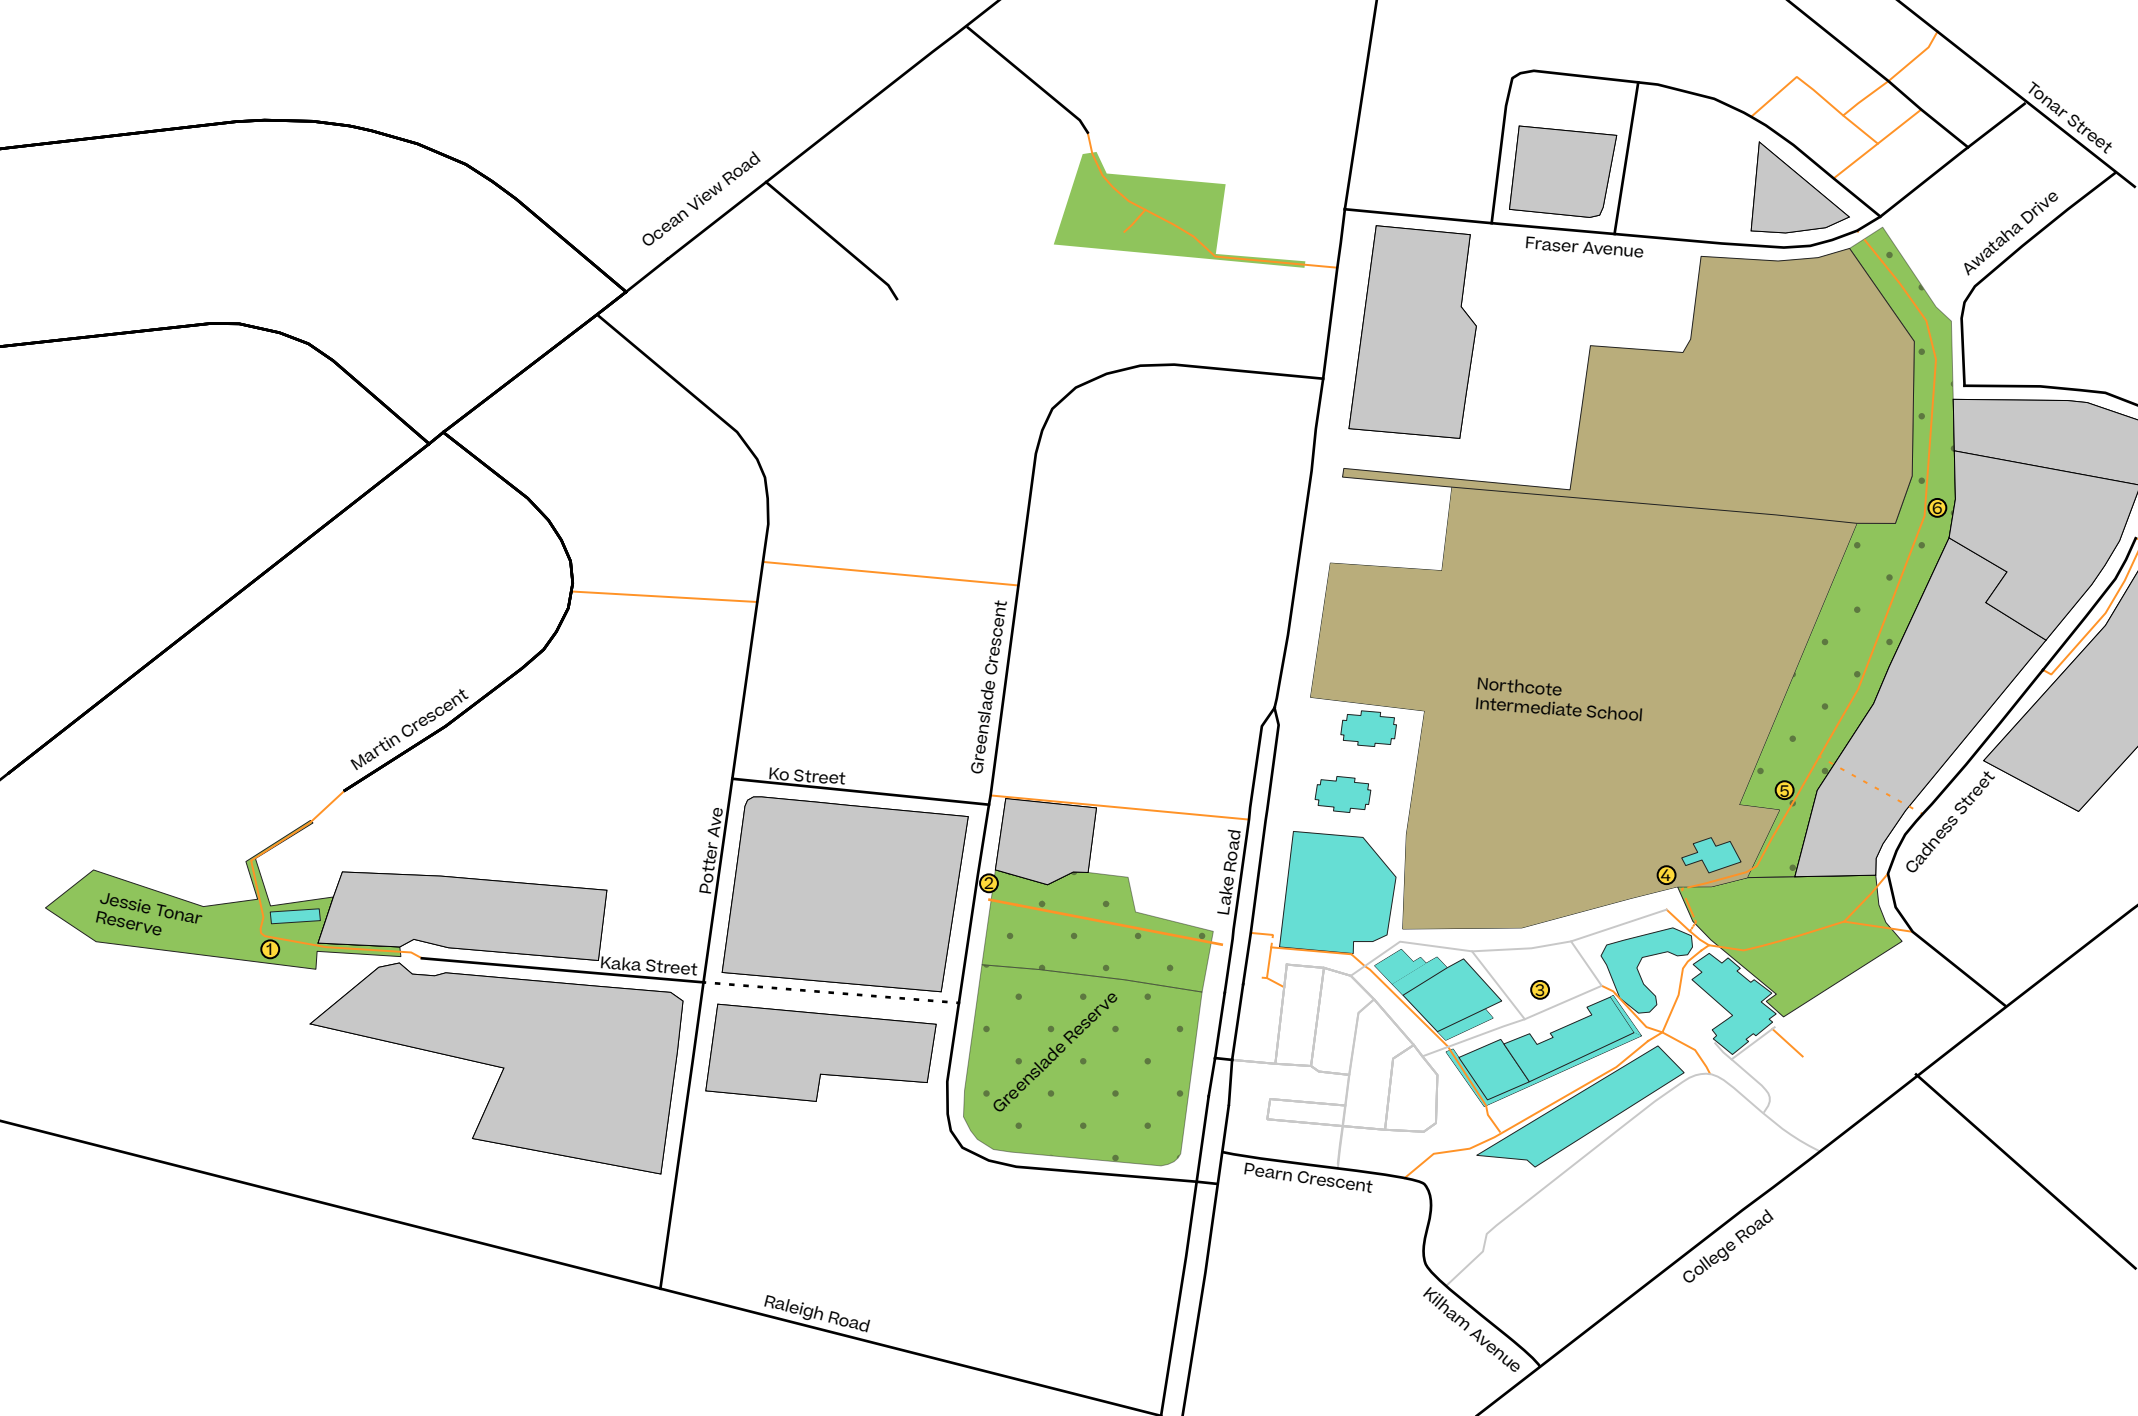 Tonar Street
Ocean View Road
Awataha Drive
Fraser Avenue
6
Greenslade Crescent
Northcote
Intermediate School
Martin Crescent
Ko Street
5
Cadness Street
Potter Ave
Lake Road
4
2
Jessie Tonar
Reserve
1
Kaka Street
3
Greenslade Reserve
Pearn Crescent
College Road
Raleigh Road
Kilham Avenue